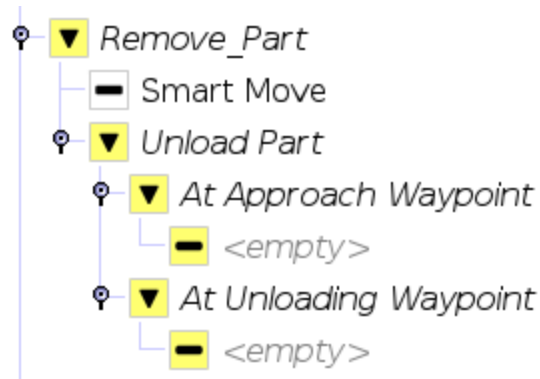 Remove_Part
Smart Move
Unload Part
At Approach Waypoint
<empty>
At Unloading Waypoint
<empty>